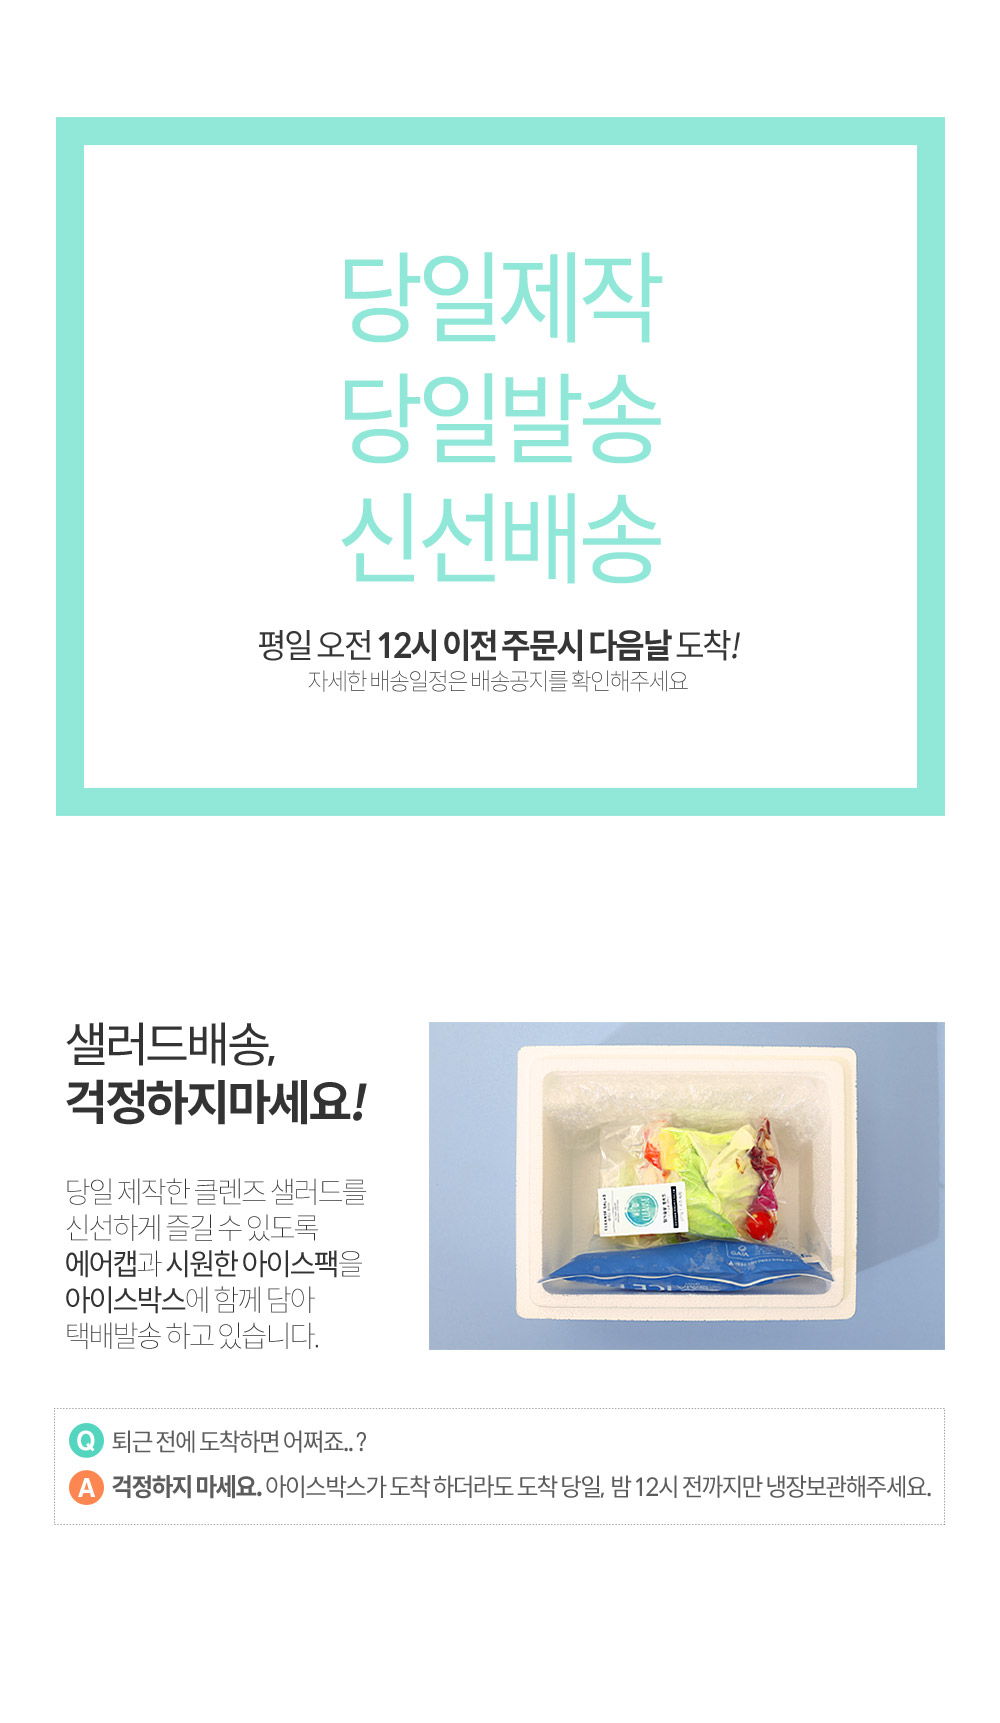 당일제작
당일발송
신선배송
평일 오전 12시 이전 주문시 다음날 도착!
자세한 배송일정은 배송공지를 확인해주세요
샐러드배송,
걱정하지마세요!
당일 제작한 클렌즈 샐러드를
신선하게 즐길 수 있도록
에어캡과 시원한 아이스팩을
아이스박스에 함께 담아
택배발송 하고 있습니다.
Q 퇴근 전에 도착하면 어쩌죠..?
A 걱정하지 마세요. 아이스박스가 도착 하더라도 도착 당일, 밤 12시 전까지만 냉장보관해주세요.